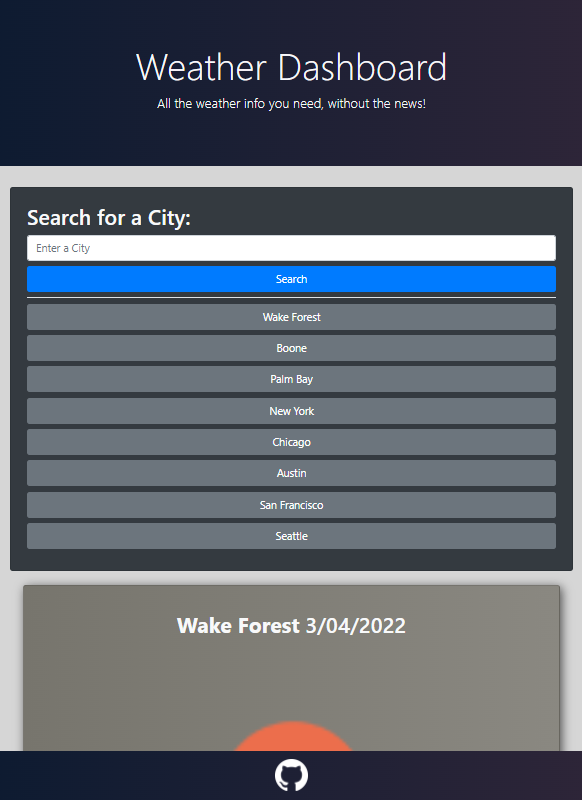 Weather Dashboard
All the weather info you need, without the news!
Search for a City:
Enter a City
Search
Wake Forest
Boone
Palm Bay
New York
Chicago
Austin
San Francisco
Seattle
Wake Forest 3/04/2022